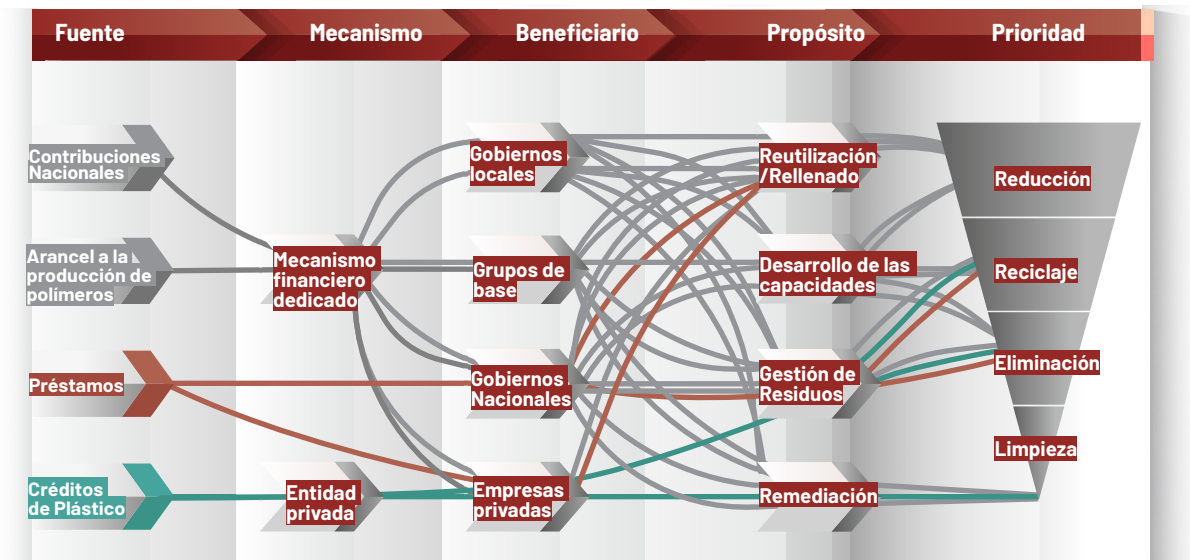 Fuente
Mecanismo
Beneficiario
Propósito
Prioridad
Contribuciones
Nacionales
Arancel a la
producción de
polímeros
Préstamos
Créditos
de Plástico
Mecanismo
financiero
dedicado
Entidad
privada
Gobiernos
locales
Grupos de
base
Gobiernos
Nacionales
Empresas
privadas
Reutilización
/Rellenado
Desarrollo de las
capacidades
Gestión de
Residuos
Remediación
Reducción
Reciclaje
Eliminación
Limpieza